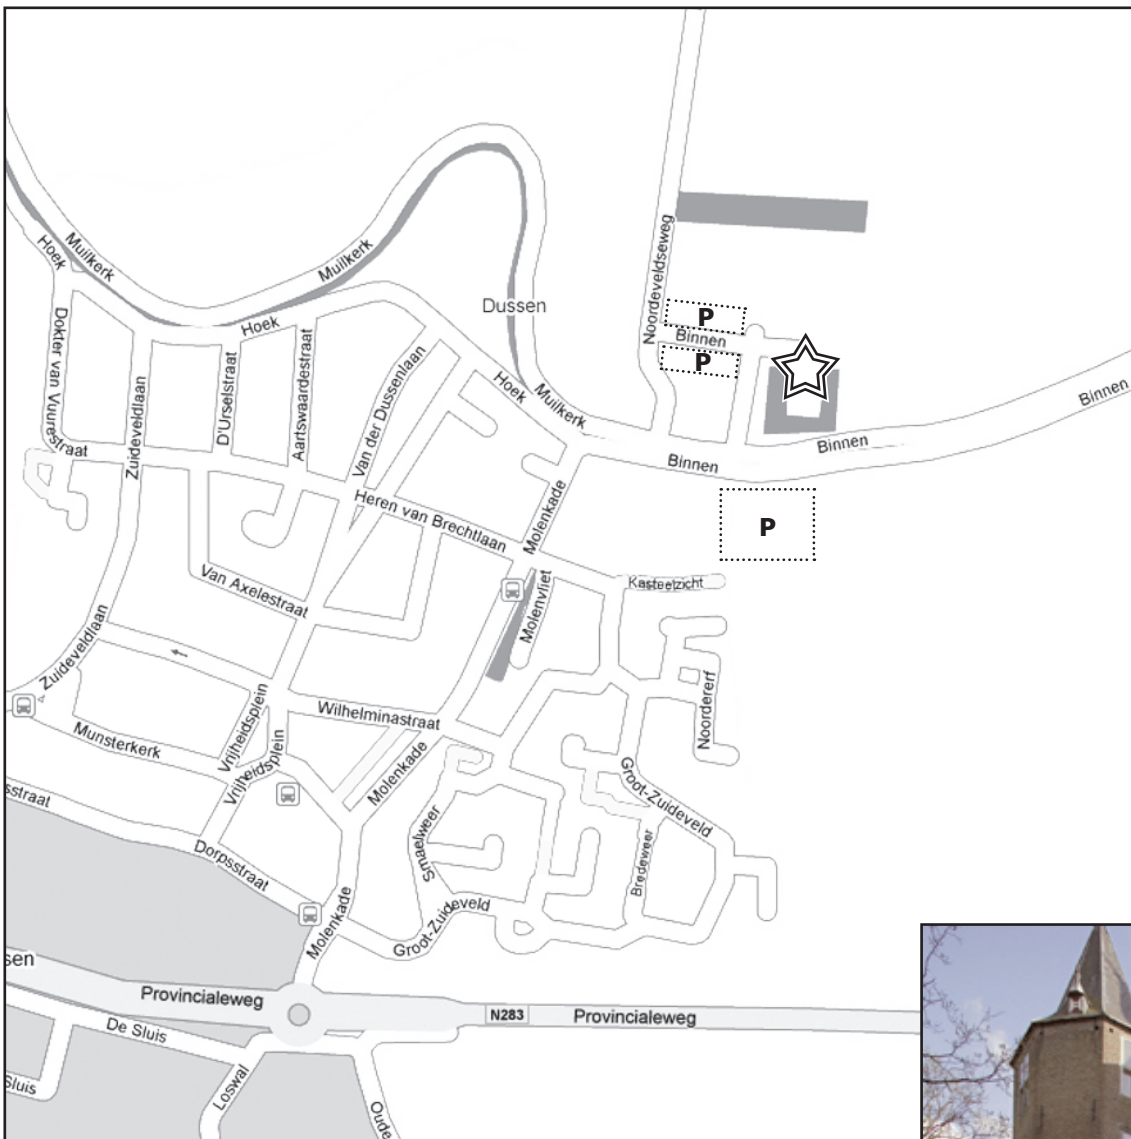 Muilkerk
Muilkerk
Hoek
Hoek
Dussen
Noordeveldseweg
P
Binnen
P
Dokter van Vuurestraat
Zuideveldlaan
D'Urselstraat
Aartswaardestraat
Van der Dussenlaan
Hoek
Muilkerk
Binnen
Binnen
Binnen
P
Heren van Brechtlaan
Molenkade
Kasteelzicht
Van Axelestraat
Molenvliet
Zuideveldlaan
Noordererf
Wilhelminastraat
Vrijheidsplein
Vrijheidsplein
Munsterkerk
Molenkade
Groot-Zuideveld
sstraat
Smaelweer
Bredeweer
Dorpsstraat
Molenkade
Groot-Zuideveld
sen
Provincialeweg
N283
Provincialeweg
De Sluis
Sluis
Loswal
Oude